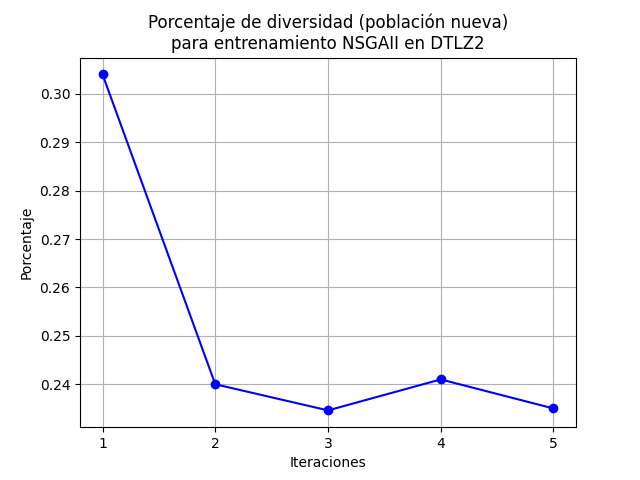 Porcentaje de diversidad (población nueva)
para entrenamiento NSGAII en DTLZ2
0.30
0.29
0.28
0.27
0.26
0.25
0.24
Porcentaje
1 2 3 4 5
Iteraciones